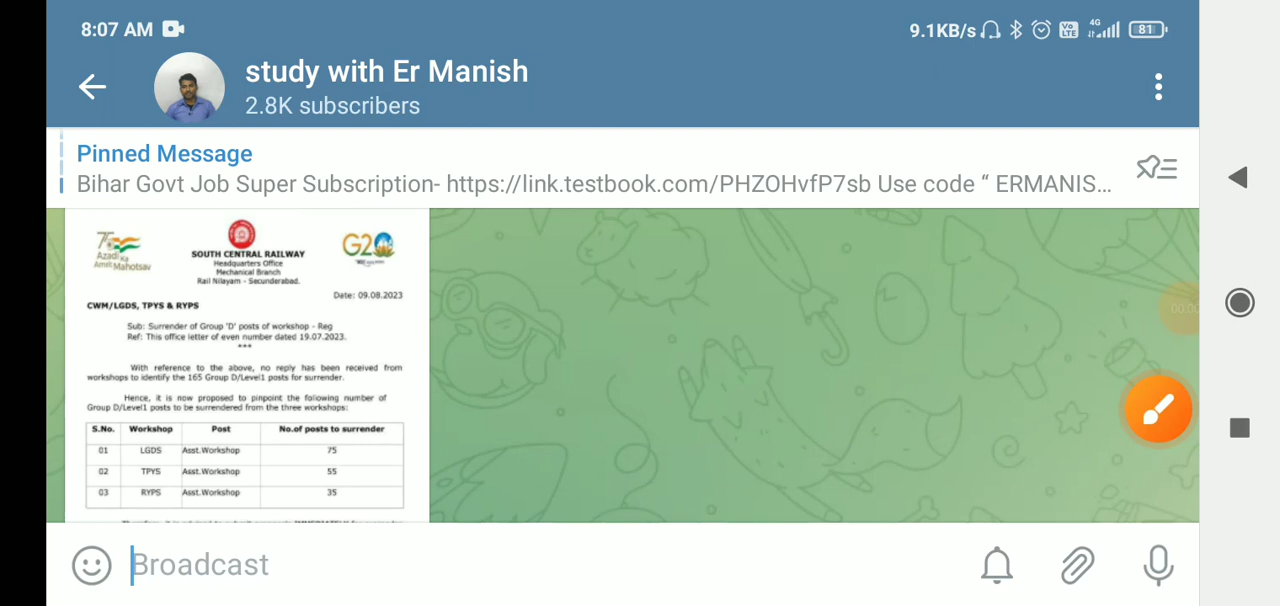 8:07 AM
9.1KB/s
Vo
LTE
4G
81
study with Er Manish
2.8K subscribers
Pinned Message
Bihar Govt Job Super Subscription- https://link.testbook.com/PHZOHvfP7sb Use code “ ERMANIS...
75
Azadi Ka
Amrit Mahotsav
SOUTH CENTRAL RAILWAY
Headquarters Office
Mechanical Branch
Rail Nilayam - Secunderabad.
G20
Date: 09.08.2023
CWM/LGDS, TPYS & RYPS
Sub: Surrender of Group 'D' posts of workshop - Reg
Ref: This office letter of even number dated 19.07.2023.
***
With reference to the above, no reply has been received from
workshops to identify the 165 Group D/Level1 posts for surrender.
Hence, it is now proposed to pinpoint the following number of
Group D/Level1 posts to be surrendered from the three workshops:
S.No. Workshop Post No.of posts to surrender
01 LGDS Asst.Workshop 75
02 TPYS Asst.Workshop 55
03 RYPS Asst.Workshop 35
00:00
Broadcast